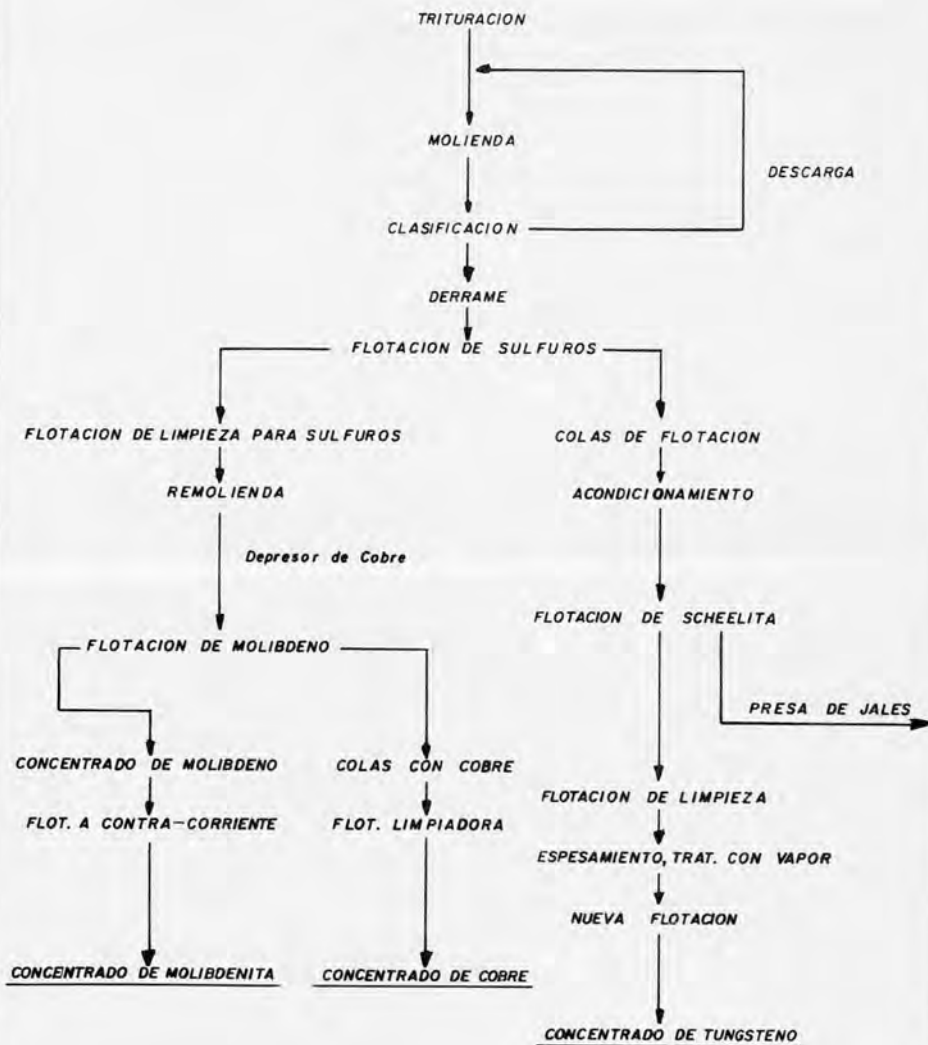 TRITURACION
MOLIENDA
DESCARGA
CLASIFICACION
DERRAME
FLOTACION DE SULFUROS
FLOTACION DE LIMPIEZA PARA SULFUROS
COLAS DE FLOTACION
REMOLIENDA
ACONDICIONAMIENTO
Depresor de Cobre
FLOTACION DE SCHEELITA
FLOTACION DE MOLIBDENO
PRESA DE JALES
CONCENTRADO DE MOLIBDENO
COLAS CON COBRE
FLOTACION DE LIMPIEZA
FLOT. A CONTRA-CORRIENTE
FLOT. LIMPIADORA
ESPESAMIENTO, TRAT. CON VAPOR
NUEVA FLOTACION
CONCENTRADO DE MOLIBDENITA
CONCENTRADO DE COBRE
CONCENTRADO DE TUNGSTENO